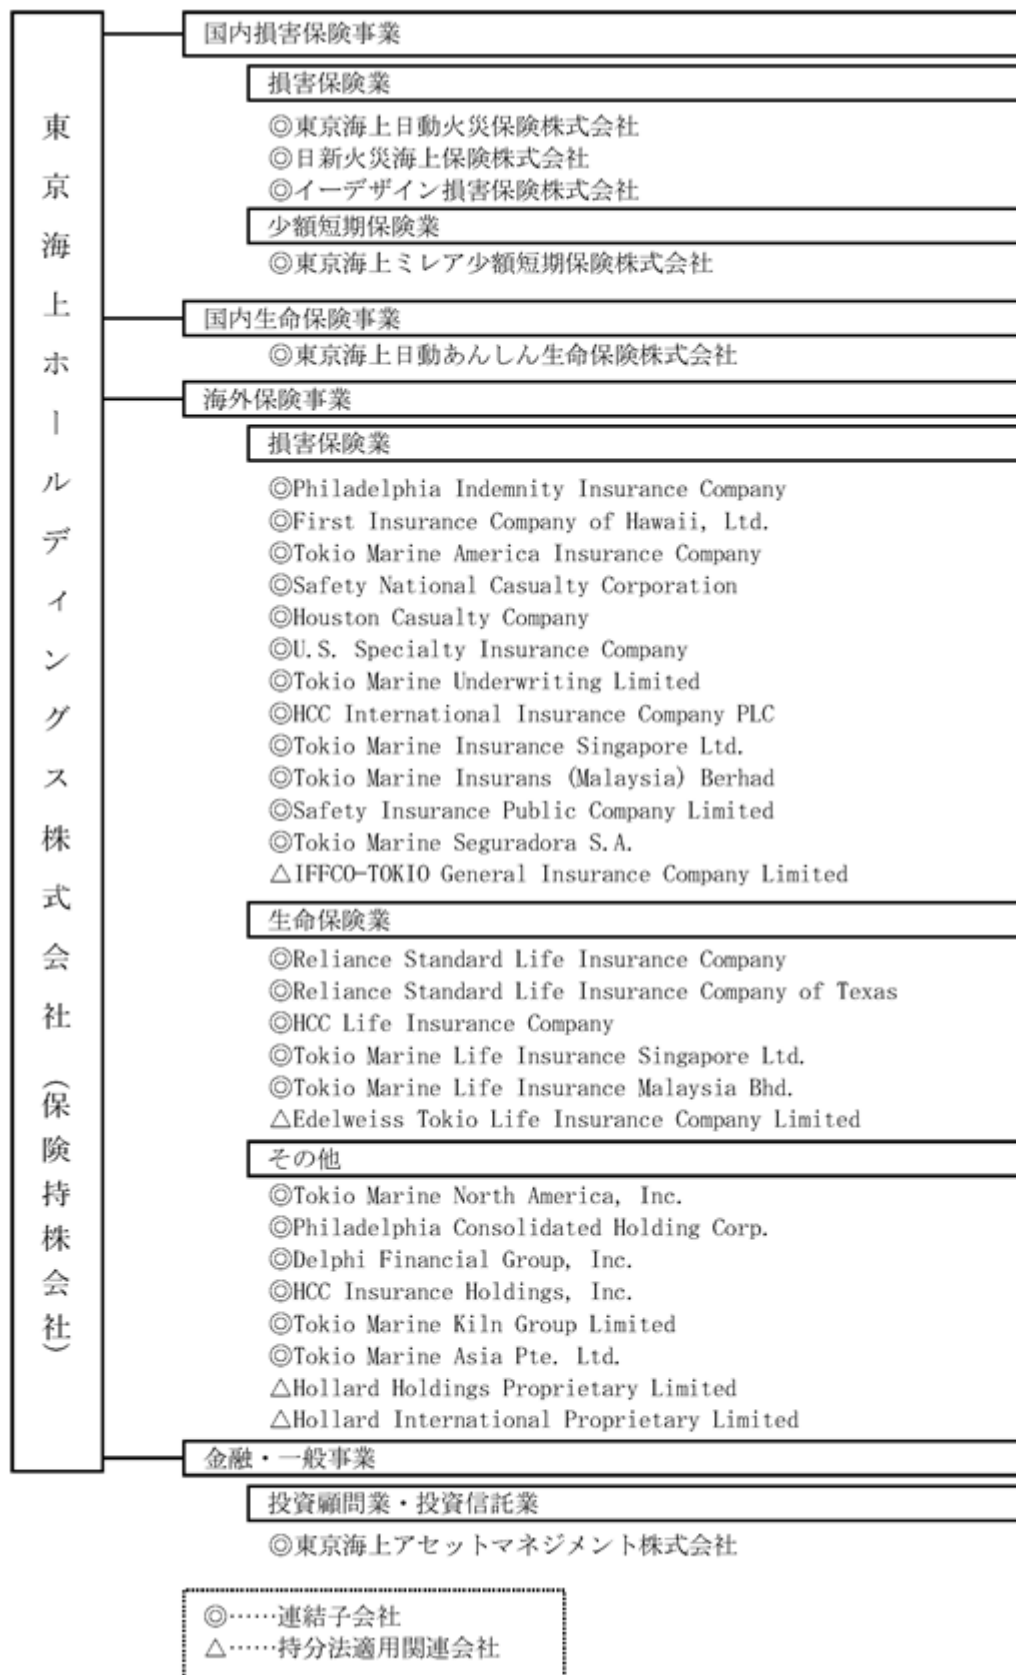 東京海上ホールディングス株式会社（保険持株会社）
国内損害保険事業
損害保険業
◎東京海上日動火災保険株式会社
◎日新火災海上保険株式会社
◎イーデザイン損害保険株式会社
少額短期保険業
◎東京海上ミレア少額短期保険株式会社
国内生命保険事業
◎東京海上日動あんしん生命保険株式会社
海外保険事業
損害保険業
◎Philadelphia Indemnity Insurance Company
◎First Insurance Company of Hawaii, Ltd.
◎Tokio Marine America Insurance Company
◎Safety National Casualty Corporation
◎Houston Casualty Company
◎U.S. Specialty Insurance Company
◎Tokio Marine Underwriting Limited
◎HCC International Insurance Company PLC
◎Tokio Marine Insurance Singapore Ltd.
◎Tokio Marine Insurans (Malaysia) Berhad
◎Safety Insurance Public Company Limited
◎Tokio Marine Seguradora S.A.
△IFFCO-TOKIO General Insurance Company Limited
生命保険業
◎Reliance Standard Life Insurance Company
◎Reliance Standard Life Insurance Company of Texas
◎HCC Life Insurance Company
◎Tokio Marine Life Insurance Singapore Ltd.
◎Tokio Marine Life Insurance Malaysia Bhd.
△Edelweiss Tokio Life Insurance Company Limited
その他
◎Tokio Marine North America, Inc.
◎Philadelphia Consolidated Holding Corp.
◎Delphi Financial Group, Inc.
◎HCC Insurance Holdings, Inc.
◎Tokio Marine Kiln Group Limited
◎Tokio Marine Asia Pte. Ltd.
△Hollard Holdings Proprietary Limited
△Hollard International Proprietary Limited
金融・一般事業
投資顧問業・投資信託業
◎東京海上アセットマネジメント株式会社
◎……連結子会社
△……持分法適用関連会社